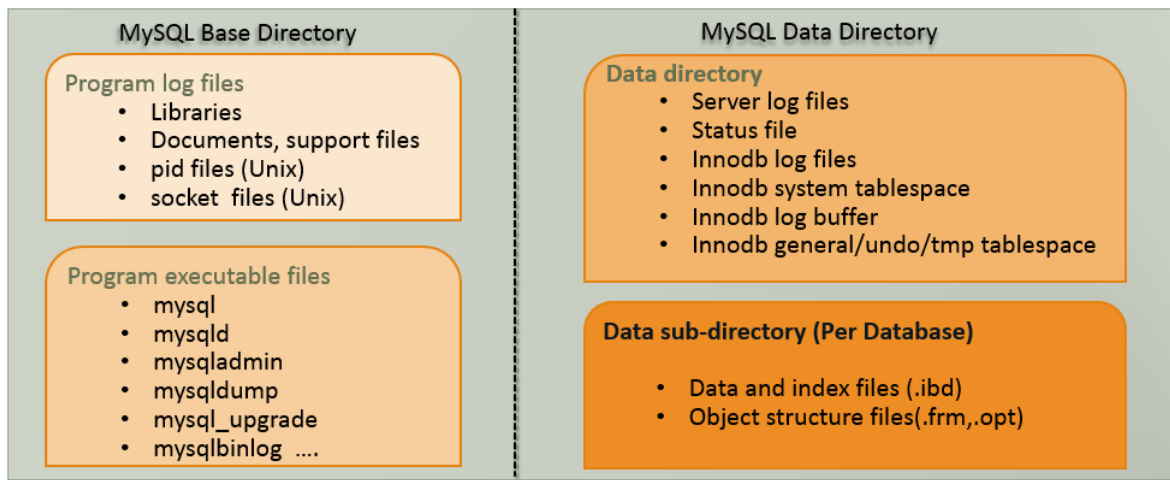 MySQL Base Directory
Program log files
• Libraries
• Documents, support files
• pid files (Unix)
• socket files (Unix)
Program executable files
• mysql
• mysqld
• mysqladmin
• mysqldump
• mysql_upgrade
• mysqlbinlog ....
MySQL Data Directory
Data directory
• Server log files
• Status file
• Innodb log files
• Innodb system tablespace
• Innodb log buffer
• Innodb general/undo/tmp tablespace
Data sub-directory (Per Database)
• Data and index files (.ibd)
• Object structure files(.frm,.opt)